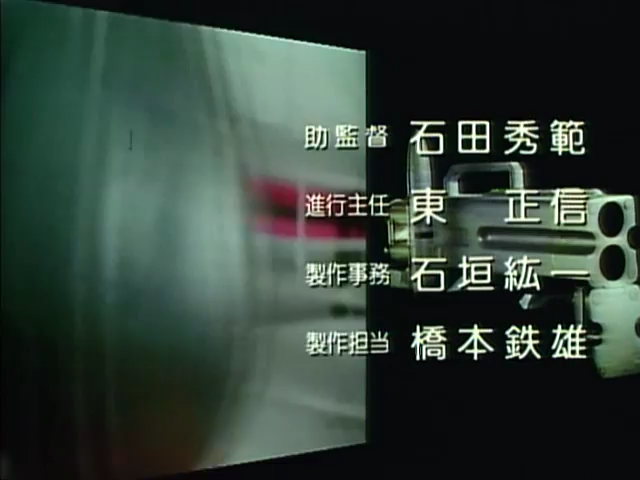 助監督 石田秀範
進行主任 東 正信
製作事務 石垣紘一
製作担当 橋本鉄雄